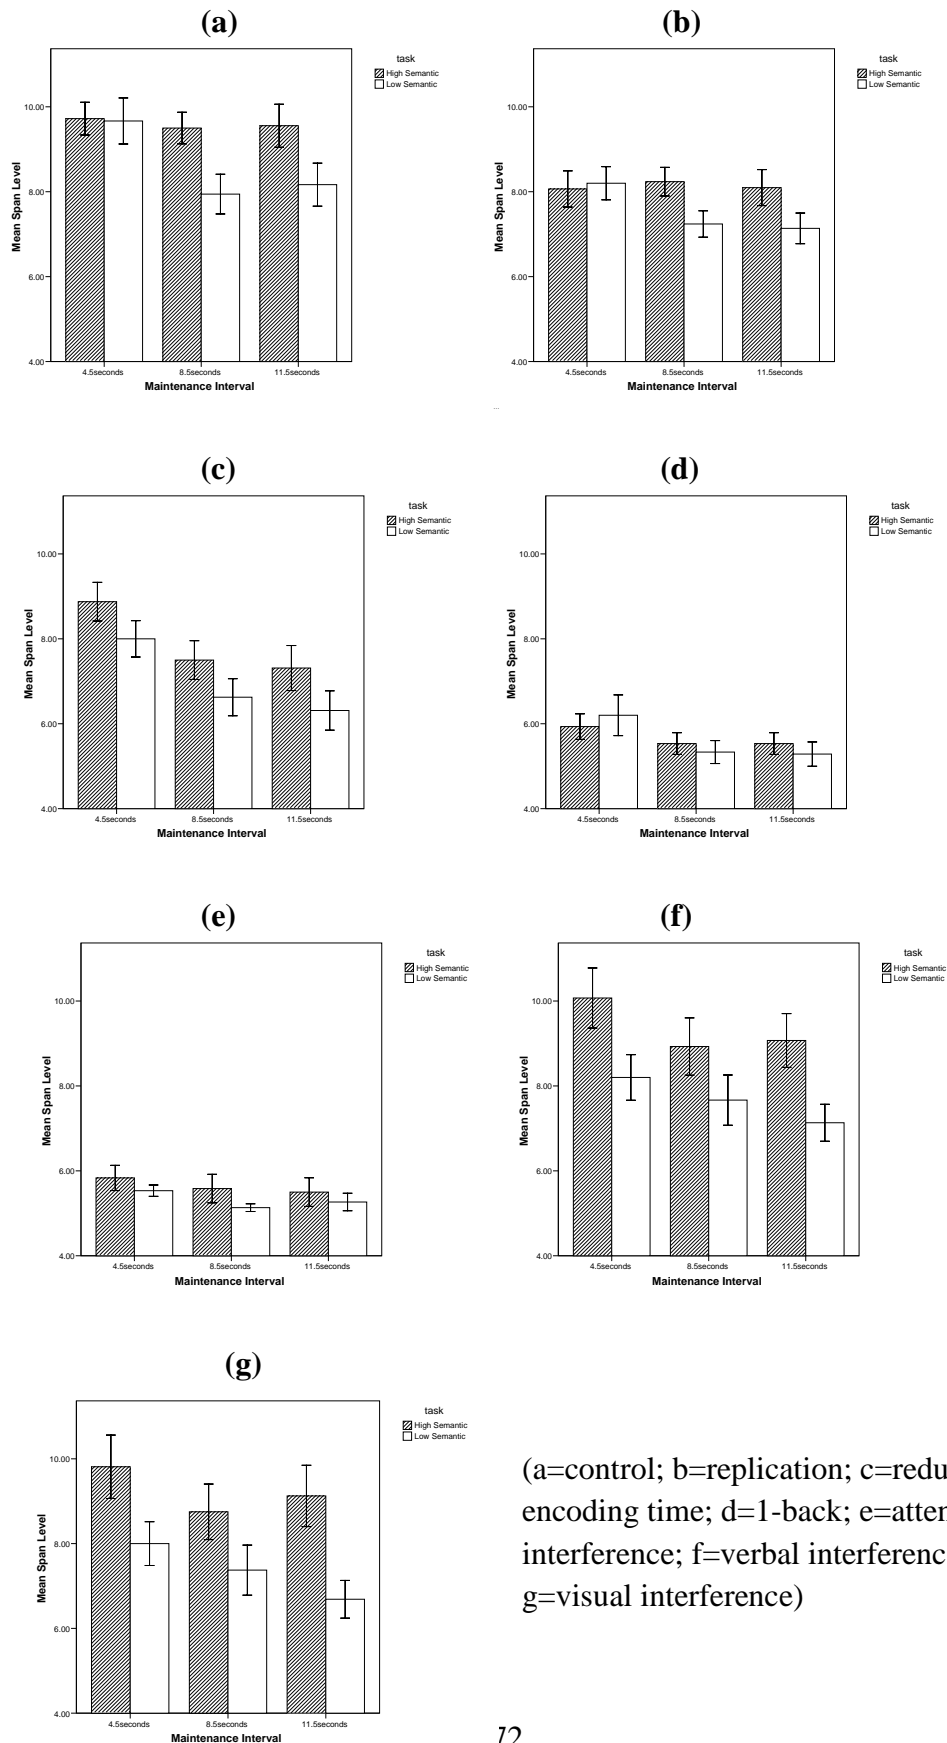 (a)
task
High Semantic
Low Semantic
10.00
8.00
6.00
4.00
Mean Span Level
4.5seconds 8.5seconds 11.5seconds
Maintenance Interval
(b)
task
High Semantic
Low Semantic
10.00
8.00
6.00
4.00
Mean Span Level
4.5seconds 8.5seconds 11.5seconds
Maintenance Interval
(c)
task
High Semantic
Low Semantic
10.00
8.00
6.00
4.00
Mean Span Level
4.5seconds 8.5seconds 11.5seconds
Maintenance Interval
(d)
task
High Semantic
Low Semantic
10.00
8.00
6.00
4.00
Mean Span Level
4.5seconds 8.5seconds 11.5seconds
Maintenance Interval
(e)
task
High Semantic
Low Semantic
10.00
8.00
6.00
4.00
Mean Span Level
4.5seconds 8.5seconds 11.5seconds
Maintenance Interval
(f)
task
High Semantic
Low Semantic
10.00
8.00
6.00
4.00
Mean Span Level
4.5seconds 8.5seconds 11.5seconds
Maintenance Interval
(g)
task
High Semantic
Low Semantic
10.00
8.00
6.00
4.00
Mean Span Level
4.5seconds 8.5seconds 11.5seconds
Maintenance Interval
(a=control; b=replication; c=redu
encoding time; d=1-back; e=atten
interference; f=verbal interferenc
g=visual interference)